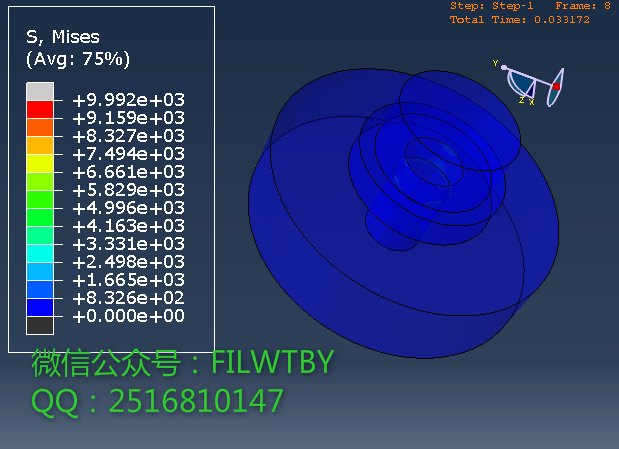 Step: Step-1 Frame: 8
Total Time: 0.033172
S, Mises
(Avg: 75%)
+9.992e+03
+9.159e+03
+8.327e+03
+7.494e+03
+6.661e+03
+5.829e+03
+4.996e+03
+4.163e+03
+3.331e+03
+2.498e+03
+1.665e+03
+8.326e+02
+0.000e+00
Y
Z X
微信公众号：FILWTBY
QQ：2516810147